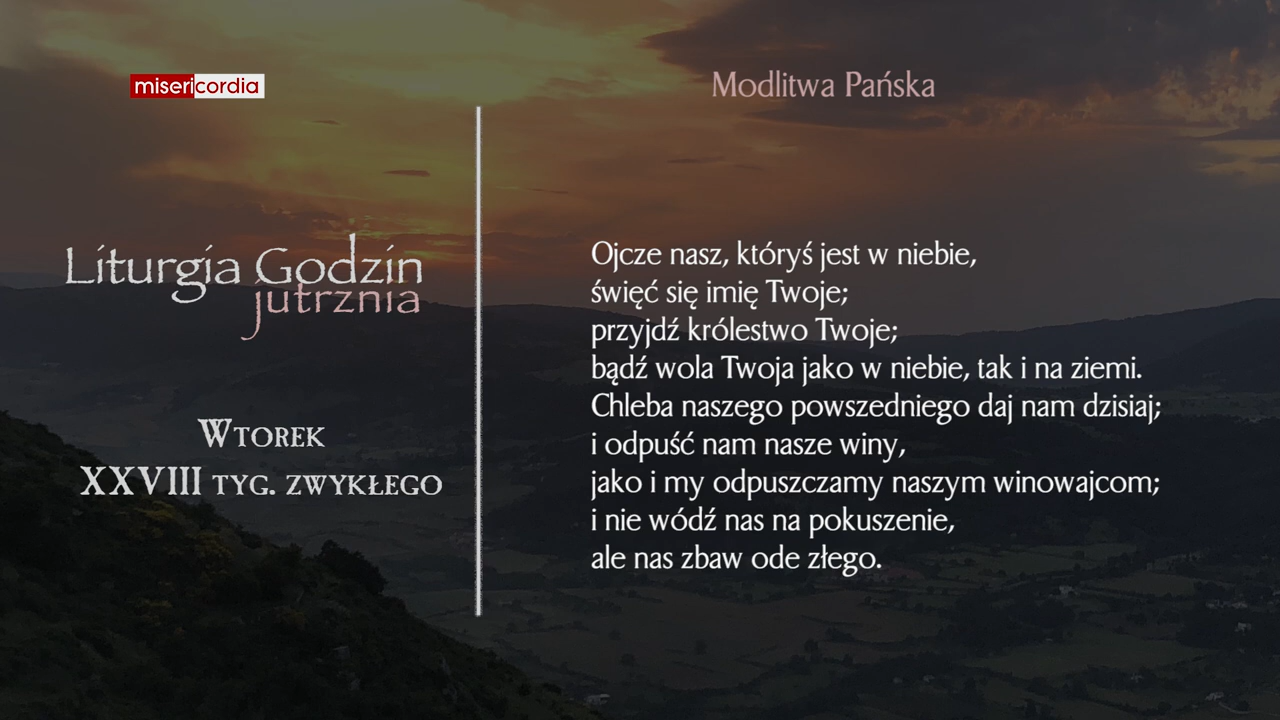 misericordia
Liturgia Godzin
jutrznia
Wtorek
XXVIII tyg. zwykłego
Modlitwa Pańska
Ojcze nasz, któryś jest w niebie,
święć się imię Twoje;
przyjdź królestwo Twoje;
bądź wola Twoja jako w niebie, tak i na ziemi.
Chleba naszego powszedniego daj nam dzisiaj;
i odpuść nam nasze winy,
jako i my odpuszczamy naszym winowajcom;
i nie wódź nas na pokuszenie,
ale nas zbaw ode złego.